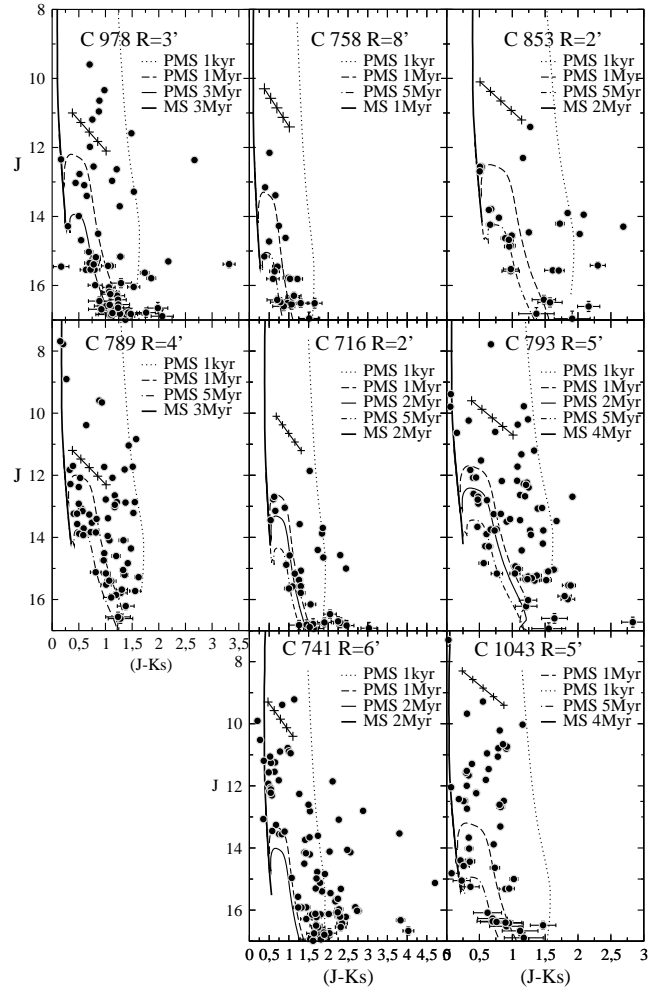 C 978 R=3'
PMS 1kyr
PMS 1Myr
PMS 3Myr
MS 3Myr
C 758 R=8'
PMS 1kyr
PMS 1Myr
PMS 5Myr
MS 1Myr
C 853 R=2'
PMS 1kyr
PMS 1Myr
PMS 5Myr
MS 2Myr
8
10
12
14
16
J
C 789 R=4'
PMS 1kyr
PMS 1Myr
PMS 5Myr
MS 3Myr
C 716 R=2'
PMS 1kyr
PMS 1Myr
PMS 2Myr
PMS 5Myr
MS 2Myr
C 793 R=5'
PMS 1kyr
PMS 1Myr
PMS 2Myr
PMS 5Myr
MS 4Myr
8
10
12
14
16
J
0 0,5 1 1,5 2 2,5 3 3,5
(J-Ks)
C 741 R=6'
PMS 1kyr
PMS 1Myr
PMS 2Myr
MS 2Myr
C 1043 R=5'
PMS 1Myr
PMS 1kyr
PMS 5Myr
MS 4Myr
8
10
12
14
16
J
0 0,5 1 1,5 2 2,5 3 3,5 4 4,5
(J-Ks)
0 0,5 1 1,5 2 2,5 3
(J-Ks)